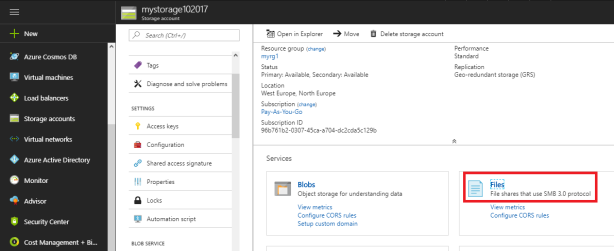 mystorage102017
Storage account
New
Azure Cosmos DB
Virtual machines
Load balancers
Storage accounts
Virtual networks
Azure Active Directory
Monitor
Advisor
Security Center
Cost Management + Bi...
Search (Ctrl+/)
Tags
Diagnose and solve problems
SETTINGS
Access keys
Configuration
Shared access signature
Properties
Locks
Automation script
BLOB SERVICE
Open in Explorer
Move
Delete storage account
Resource group (change)
myrg1
Status
Primary: Available, Secondary: Available
Location
West Europe, North Europe
Subscription (change)
Pay-As-You-Go
Subscription ID
96b761b2-0307-45ca-a704-dc2cda5c129b
Performance
Standard
Replication
Geo-redundant storage (GRS)
Services
Blobs
Object storage for understanding data
View metrics
Configure CORS rules
Setup custom domain
Files
File shares that use SMB 3.0 protocol
View metrics
Configure CORS rules